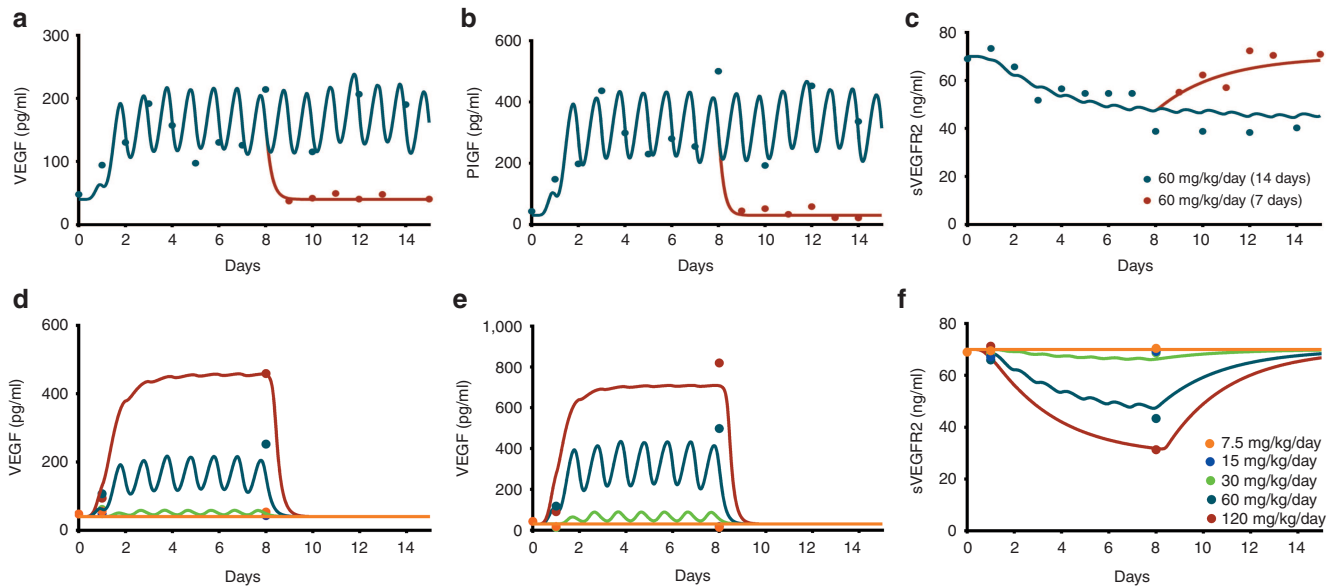 a
VEGF (pg/ml)
300
200
100
0
0 2 4 6 8 10 12 14
Days
b
PIGF (pg/ml)
600
400
200
0
0 2 4 6 8 10 12 14
Days
c
sVEGFR2 (ng/ml)
80
60
40
20
0
0 2 4 6 8 10 12 14
Days
60 mg/kg/day (14 days)
60 mg/kg/day (7 days)
d
VEGF (pg/ml)
600
400
200
0
0 2 4 6 8 10 12 14
Days
e
VEGF (pg/ml)
1,000
800
600
400
200
0
0 2 4 6 8 10 12 14
Days
f
sVEGFR2 (ng/ml)
80
60
40
20
0
0 2 4 6 8 10 12 14
Days
7.5 mg/kg/day
15 mg/kg/day
30 mg/kg/day
60 mg/kg/day
120 mg/kg/day